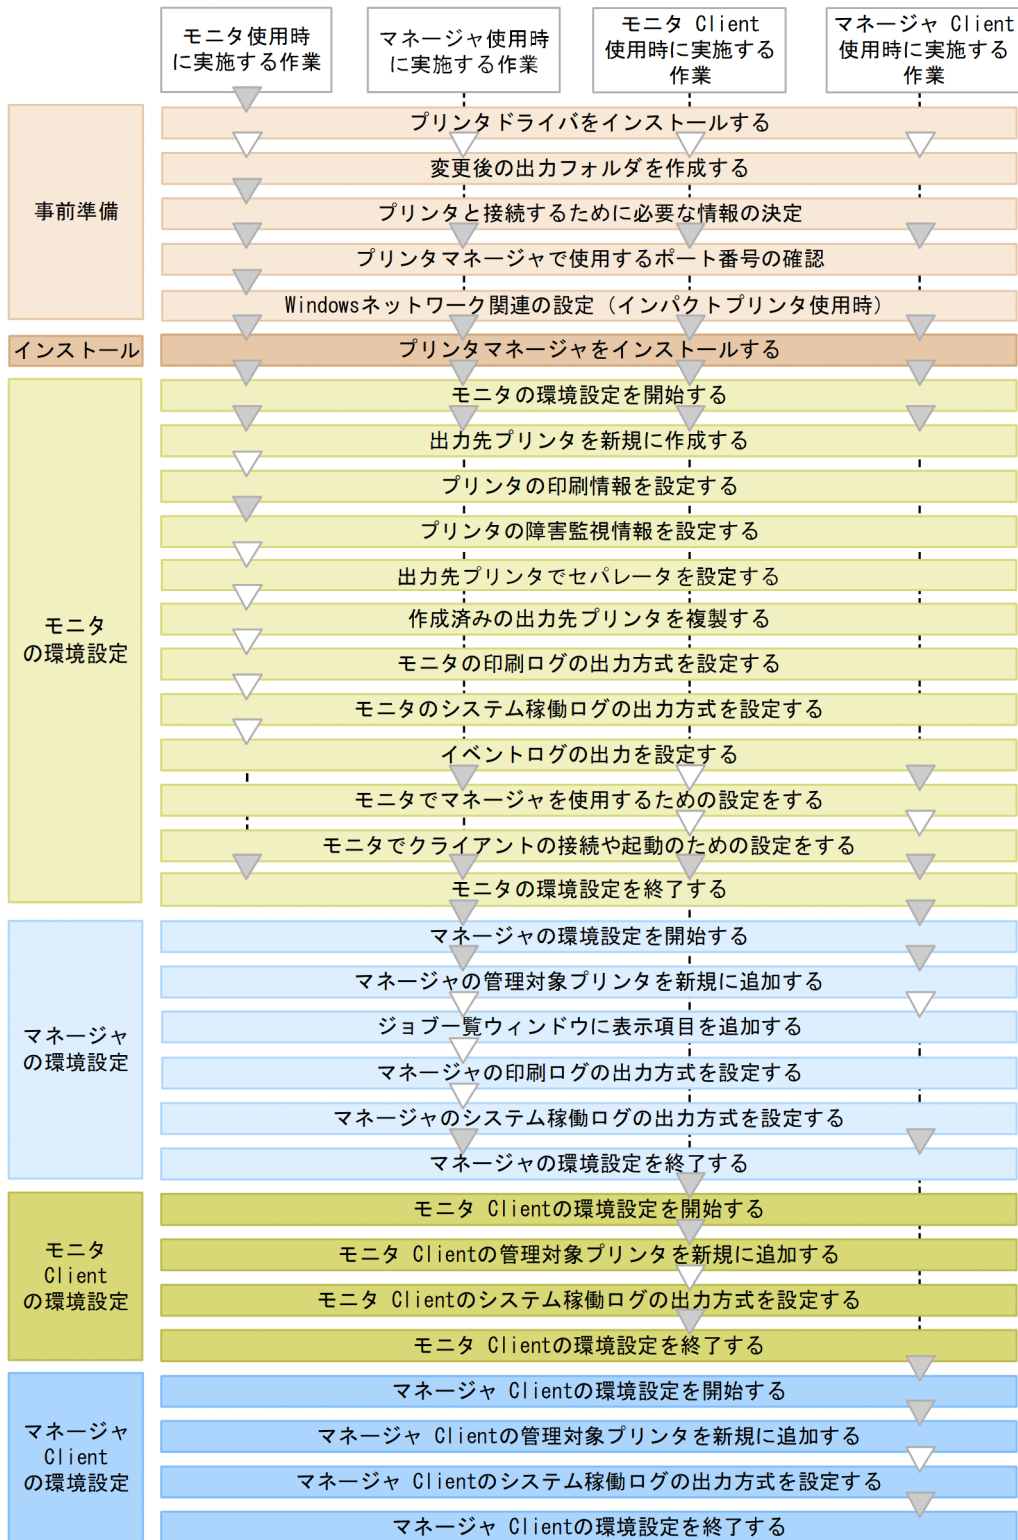 モニタ使用時
に実施する作業
マネージャ使用時
に実施する作業
モニタ Client
使用時に実施する
作業
マネージャ Client
使用時に実施する
作業
事前準備
プリンタドライバをインストールする
変更後の出力フォルダを作成する
プリンタと接続するために必要な情報の決定
プリンタマネージャで使用するポート番号の確認
Windowsネットワーク関連の設定（インパクトプリンタ使用時）
インストール
プリンタマネージャをインストールする
モニタ
の環境設定
モニタの環境設定を開始する
出力先プリンタを新規に作成する
プリンタの印刷情報を設定する
プリンタの障害監視情報を設定する
出力先プリンタでセパレータを設定する
作成済みの出力先プリンタを複製する
モニタの印刷ログの出力方式を設定する
モニタのシステム稼働ログの出力方式を設定する
イベントログの出力を設定する
モニタでマネージャを使用するための設定をする
モニタでクライアントの接続や起動のための設定をする
モニタの環境設定を終了する
マネージャ
の環境設定
マネージャの環境設定を開始する
マネージャの管理対象プリンタを新規に追加する
ジョブ一覧ウィンドウに表示項目を追加する
マネージャの印刷ログの出力方式を設定する
マネージャのシステム稼働ログの出力方式を設定する
マネージャの環境設定を終了する
モニタ
Client
の環境設定
モニタ Clientの環境設定を開始する
モニタ Clientの管理対象プリンタを新規に追加する
モニタ Clientのシステム稼働ログの出力方式を設定する
モニタ Clientの環境設定を終了する
マネージャ
Client
の環境設定
マネージャ Clientの環境設定を開始する
マネージャ Clientの管理対象プリンタを新規に追加する
マネージャ Clientのシステム稼働ログの出力方式を設定する
マネージャ Clientの環境設定を終了する